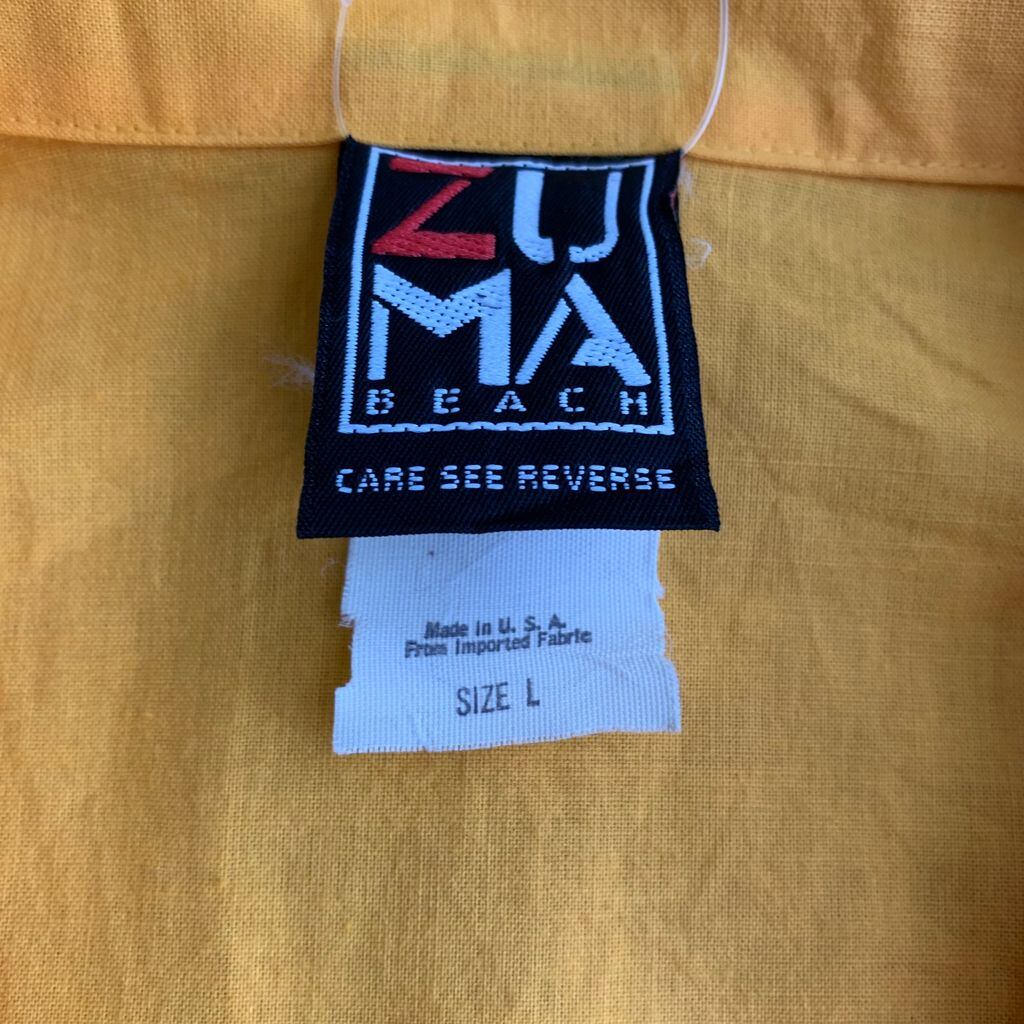 ZU
MA
BEACH
CARE SEE REVERSE
Made in U. S. A.
From Imported Fabric
SIZE L